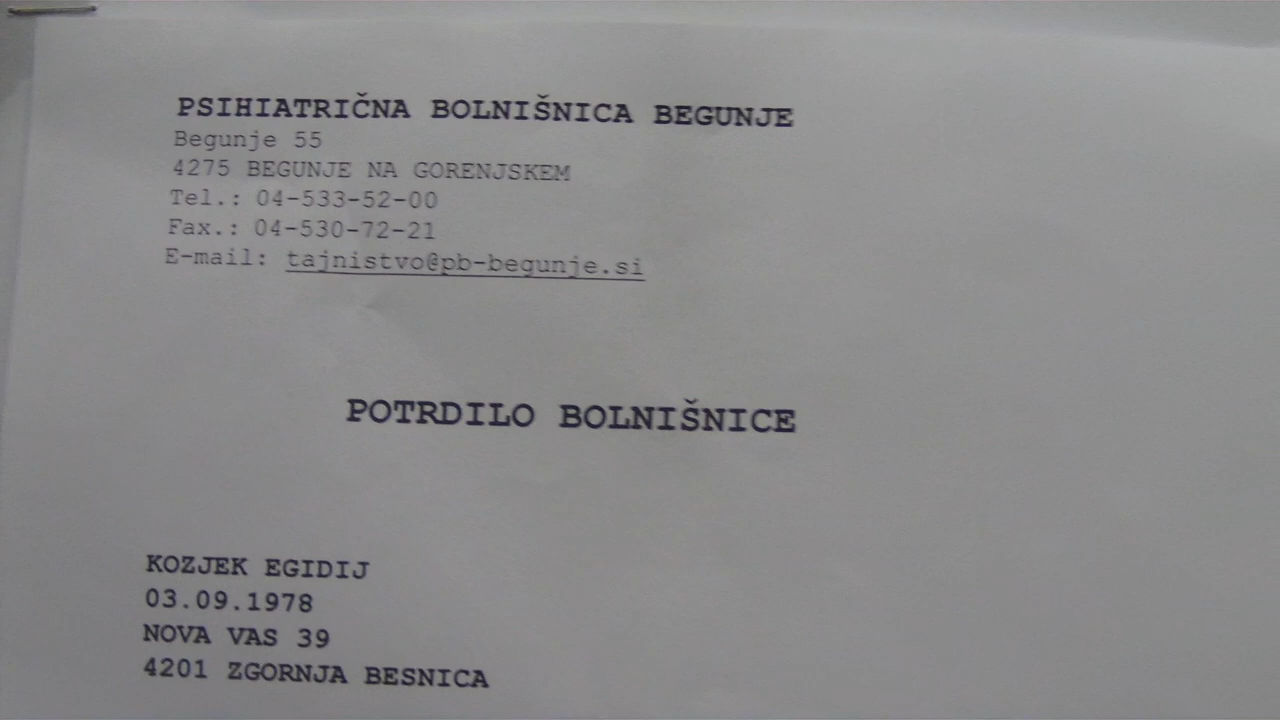 PSIHIATRIČNA BOLNIŠNICA BEGUNJE
Begunje 55
4275 BEGUNJE NA GORENJSKEM
Tel.: 04-533-52-00
Fax.: 04-530-72-21
E-mail: tajnistvo@pb-begunje.si
POTRDILO BOLNIŠNICE
KOZJEK EGIDIJ
03.09.1978
NOVA VAS 39
4201 ZGORNJA BESNICA